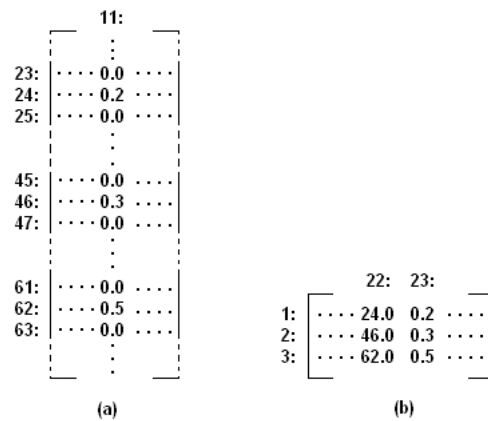 11:
23: · · · · 0.0 · · · ·
24: · · · · 0.2 · · · ·
25: · · · · 0.0 · · · ·
45: · · · · 0.0 · · · ·
46: · · · · 0.3 · · · ·
47: · · · · 0.0 · · · ·
61: · · · · 0.0 · · · ·
62: · · · · 0.5 · · · ·
63: · · · · 0.0 · · · ·
(a)
22: 23:
1: · · · · 24.0 0.2 · · · ·
2: · · · · 46.0 0.3 · · · ·
3: · · · · 62.0 0.5 · · · ·
(b)